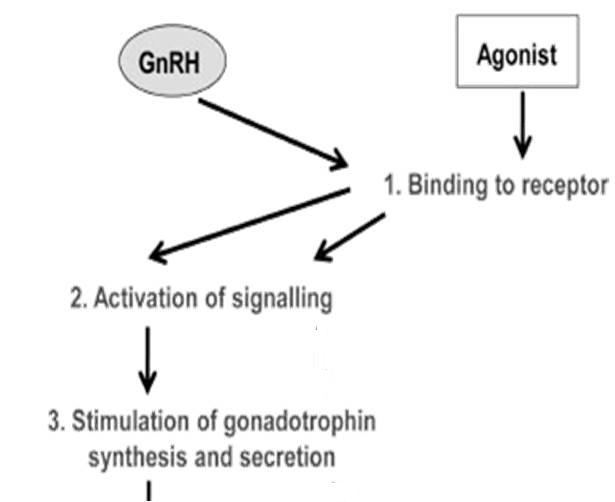 GnRH
Agonist
1. Binding to receptor
2. Activation of signalling
3. Stimulation of gonadotrophin
synthesis and secretion